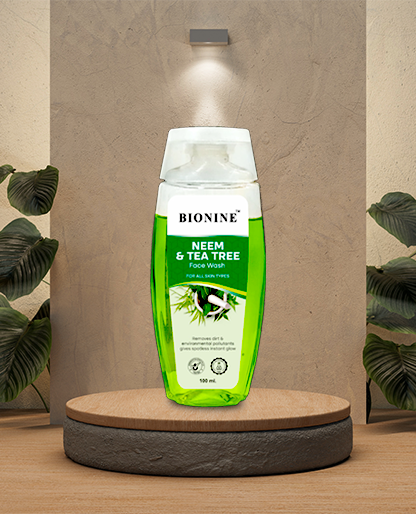 BIONINE™
NEEM
& TEA TREE
Face Wash
FOR ALL SKIN TYPES
Removes dirt &
environmental pollutants
gives spotless instant glow
100 ml.